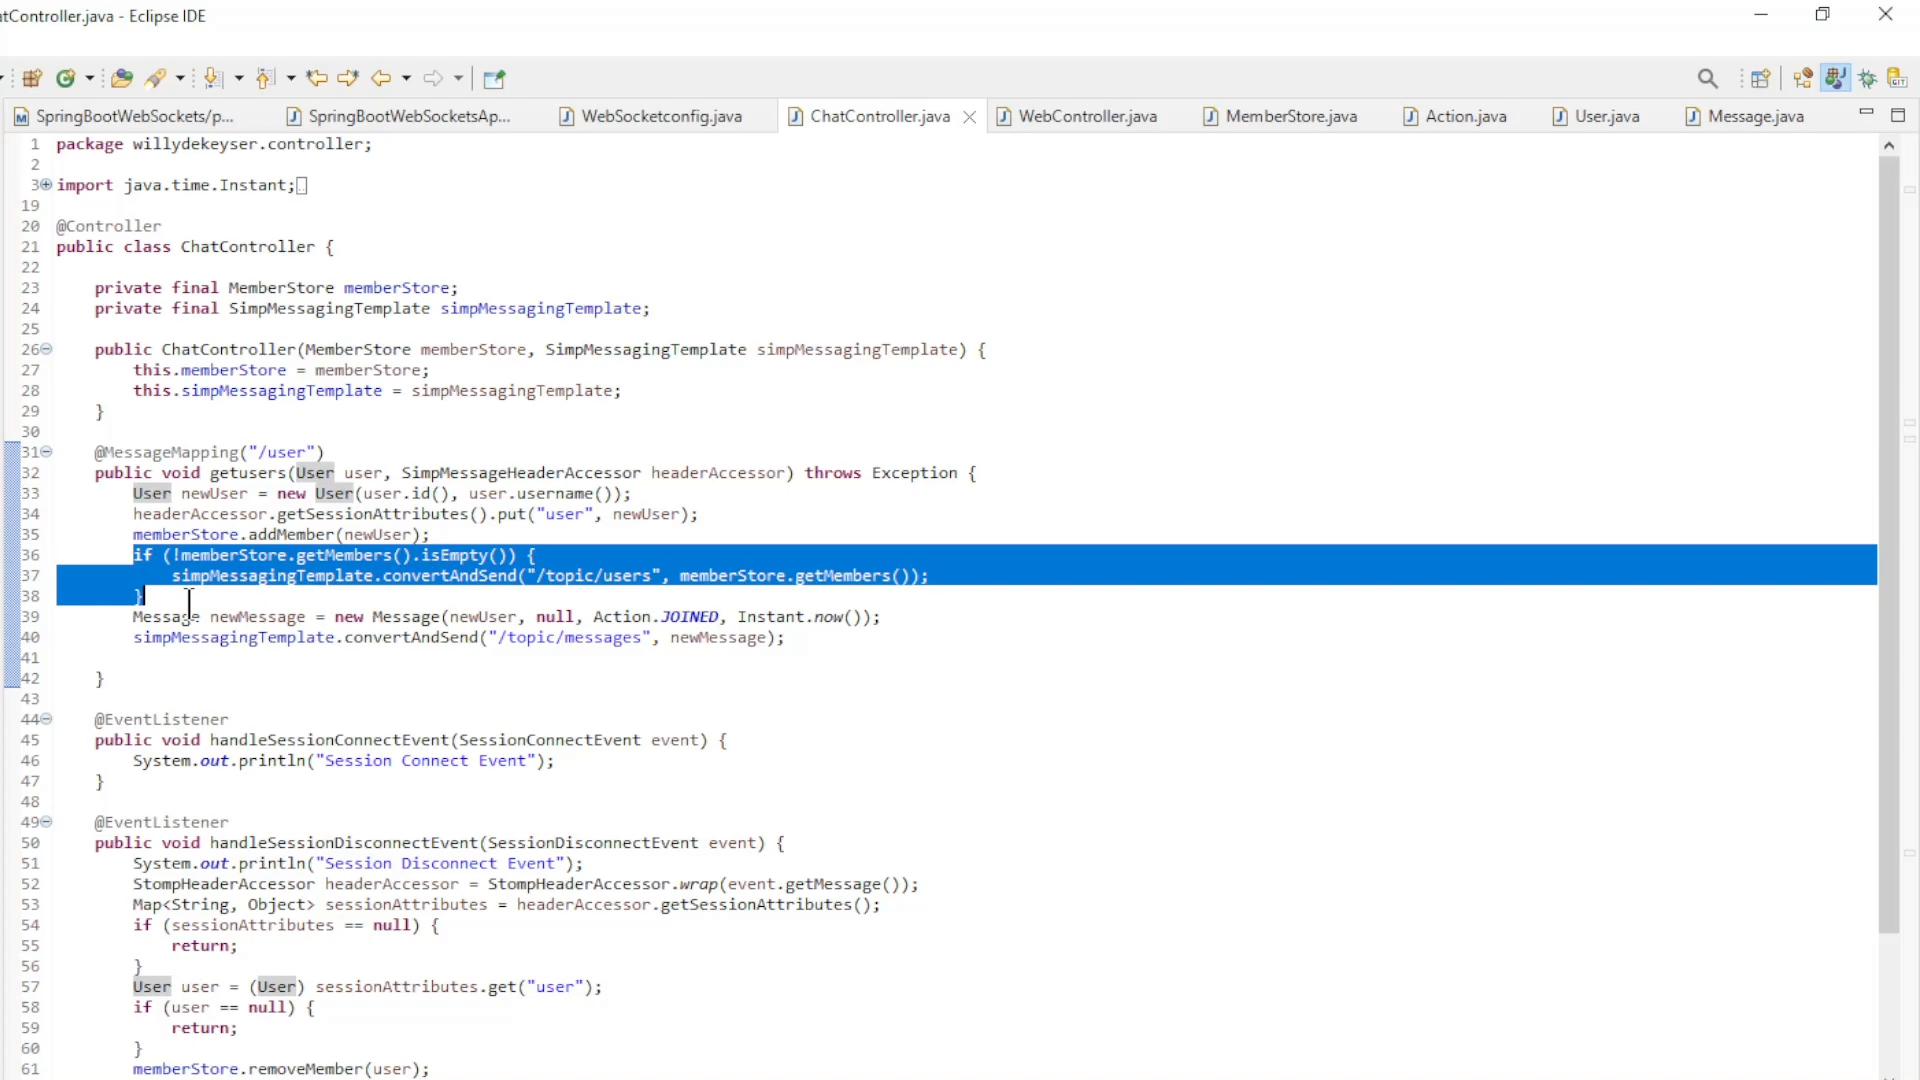 atController.java - Eclipse IDE
SpringBootWebSockets/p... SpringBootWebSocketsAp... WebSocketconfig.java ChatController.java WebController.java MemberStore.java Action.java User.java Message.java
1 package willydekeyser.controller;
2
3 import java.time.Instant;
19
20 @Controller
21 public class ChatController {
22
23 private final MemberStore memberStore;
24 private final SimpMessagingTemplate simpMessagingTemplate;
25
26 public ChatController(MemberStore memberStore, SimpMessagingTemplate simpMessagingTemplate) {
27 this.memberStore = memberStore;
28 this.simpMessagingTemplate = simpMessagingTemplate;
29 }
30
31 @MessageMapping("/user")
32 public void getusers(User user, SimpMessageHeaderAccessor headerAccessor) throws Exception {
33 User newUser = new User(user.id(), user.username());
34 headerAccessor.getSessionAttributes().put("user", newUser);
35 memberStore.addMember(newUser);
36 if (!memberStore.getMembers().isEmpty()) {
37 simpMessagingTemplate.convertAndSend("/topic/users", memberStore.getMembers());
38 }
39 Message newMessage = new Message(newUser, null, Action.JOINED, Instant.now());
40 simpMessagingTemplate.convertAndSend("/topic/messages", newMessage);
41
42 }
43
44 @EventListener
45 public void handleSessionConnectEvent(SessionConnectEvent event) {
46 System.out.println("Session Connect Event");
47 }
48
49 @EventListener
50 public void handleSessionDisconnectEvent(SessionDisconnectEvent event) {
51 System.out.println("Session Disconnect Event");
52 StompHeaderAccessor headerAccessor = StompHeaderAccessor.wrap(event.getMessage());
53 Map<String, Object> sessionAttributes = headerAccessor.getSessionAttributes();
54 if (sessionAttributes == null) {
55 return;
56 }
57 User user = (User) sessionAttributes.get("user");
58 if (user == null) {
59 return;
60 }
61 memberStore.removeMember(user);